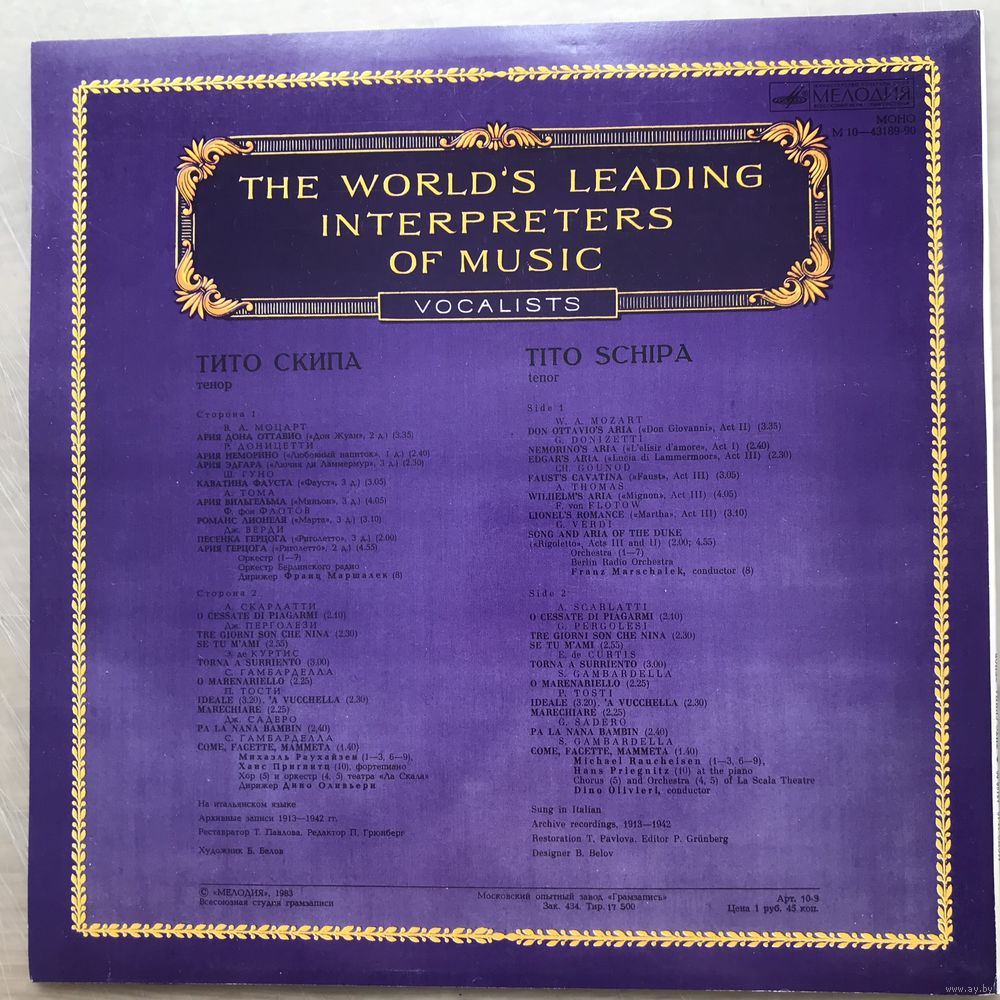 МЕЛОДИЯ
МОНО
М 10—43189-90
THE WORLD'S LEADING
INTERPRETERS
OF MUSIC
VOCALISTS
ТИТО СКИПА
тенор
Сторона 1
В. А. МОЦАРТ
АРИЯ ДОНА ОТТАВИО («Дон Жуан», 2 д.) (3.35)
Г. ДОНИЦЕТТИ
АРИЯ НЕМОРИНО («Любовный напиток», 1 д.) (2.40)
АРИЯ ЭДГАРА («Лючия ди Ламмермур», 3 д.) (2.30)
Ш. ГУНО
КАВАТИНА ФАУСТА («Фауст», 3 д.) (3.05)
А. ТОМА
АРИЯ ВИЛЬГЕЛЬМА («Миньон», 3 д.) (4.05)
Ф. фон ФЛОТОВ
РОМАНС ЛИОНЕЛЯ («Марта», 3 д.) (3.10)
Дж. ВЕРДИ
ПЕСЕНКА ГЕРЦОГА («Риголетто», 3 д.) (2.00)
АРИЯ ГЕРЦОГА («Риголетто», 2 д.) (4.55)
Оркестр (1—7)
Оркестр Берлинского радио
Дирижер Франц Маршалек (8)
Сторона 2
А. СКАРЛАТТИ
O CESSATE DI PIAGARMI (2.10)
Дж. ПЕРГОЛЕЗИ
TRE GIORNI SON CHE NINA (2.30)
SE TU M'AMI (2.55)
Э. де КУРТИС
TORNA A SURRIENTO (3.00)
С. ГАМБАРДЕЛЛА
O MARENARIELLO (2.25)
П. ТОСТИ
IDEALE (3.20). 'A VUCCHELLA (2.30)
MARECHIARE (2.25)
Дж. САДЕРО
PA LA NANA BAMBIN (2.40)
С. ГАМБАРДЕЛЛА
COME, FACETTE, MAMMETA (1.40)
Михаэль Раухайзен (1—3, 6—9),
Ханс Пригнитц (10), фортепиано
Хор (5) и оркестр (4, 5) театра «Ла Скала»
Дирижер Дино Оливьери
На итальянском языке
Архивные записи 1913—1942 гг.
Реставратор Т. Павлова. Редактор П. Грюнберг
Художник Б. Белов
TITO SCHIPA
tenor
Side 1
W. A. MOZART
DON OTTAVIO'S ARIA («Don Giovanni», Act II) (3.35)
G. DONIZETTI
NEMORINO'S ARIA («L'elisir d'amore», Act I) (2.40)
EDGAR'S ARIA («Lucia di Lammermoor», Act III) (2.30)
CH. GOUNOD
FAUST'S CAVATINA («Faust», Act III) (3.05)
A. THOMAS
WILHELM'S ARIA («Mignon», Act III) (4.05)
F. von FLOTOW
LIONEL'S ROMANCE («Martha», Act III) (3.10)
G. VERDI
SONG AND ARIA OF THE DUKE
(«Rigoletto», Acts III and II) (2.00; 4.55)
Orchestra (1—7)
Berlin Radio Orchestra
Franz Marschalek, conductor (8)
Side 2
A. SCARLATTI
O CESSATE DI PIAGARMI (2.10)
G. PERGOLESI
TRE GIORNI SON CHE NINA (2.30)
SE TU M'AMI (2.55)
E. de CURTIS
TORNA A SURRIENTO (3.00)
S. GAMBARDELLA
O MARENARIELLO (2.25)
P. TOSTI
IDEALE (3.20). 'A VUCCHELLA (2.30)
MARECHIARE (2.25)
G. SADERO
PA LA NANA BAMBIN (2.40)
S. GAMBARDELLA
COME, FACETTE, MAMMETA (1.40)
Michael Raucheisen (1—3, 6—9),
Hans Priegnitz (10) at the piano
Chorus (5) and Orchestra (4, 5) of La Scala Theatre
Dino Olivieri, conductor
Sung in Italian
Archive recordings, 1913—1942
Restoration T. Pavlova. Editor P. Grünberg
Designer B. Belov
© «МЕЛОДИЯ», 1983
Всесоюзная студия грамзаписи
Московский опытный завод «Грамзапись»
Зак. 434. Тир. 17 500
Арт. 10-9
Цена 1 руб. 45 коп.
www.ay.by